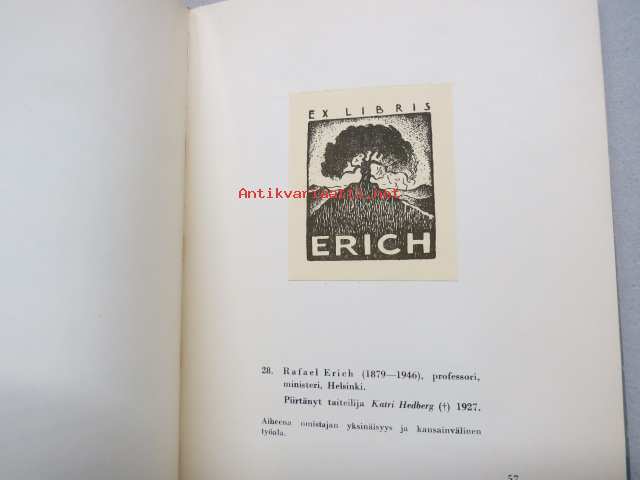 EX LIBRIS
Antikvariaatti.net
ERICH
28. Rafael Erich (1879—1946), professori,
ministeri, Helsinki.
Piirtänyt taiteilija Katri Hedberg (†) 1927.
Aiheena omistajan yksinäisyys ja kansainvälinen
työala.
57